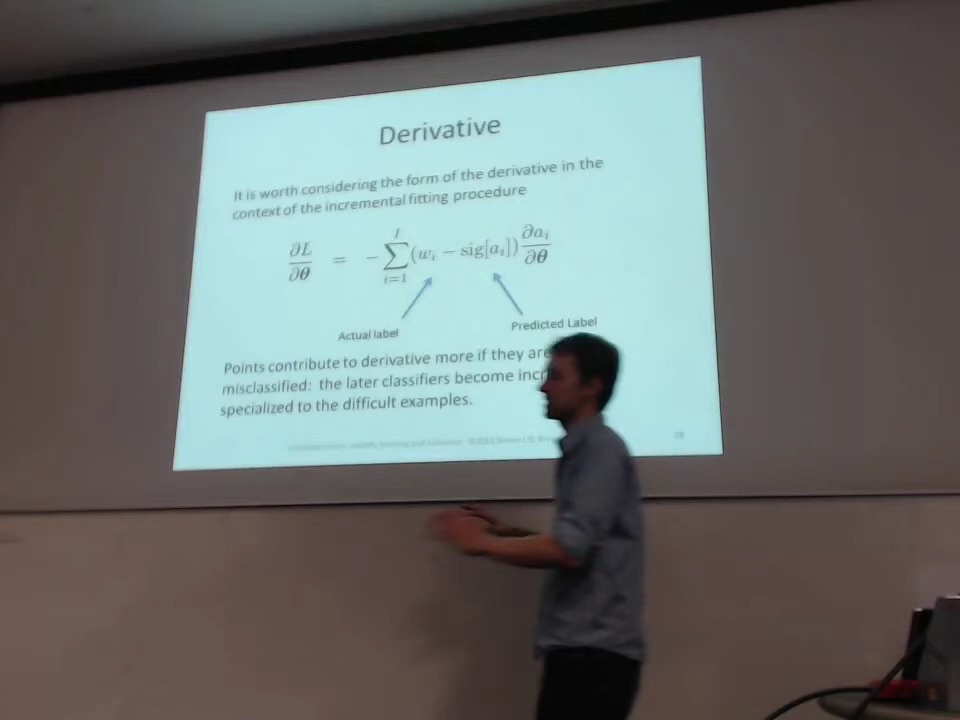 Derivative
It is worth considering the form of the derivative in the
context of the incremental fitting procedure
∂L/∂θ = − ∑_{i=1}^{I} (w_i − sig[a_i]) ∂a_i/∂θ
Actual label
Predicted Label
Points contribute to derivative more if they are
misclassified: the later classifiers become incr
specialized to the difficult examples.